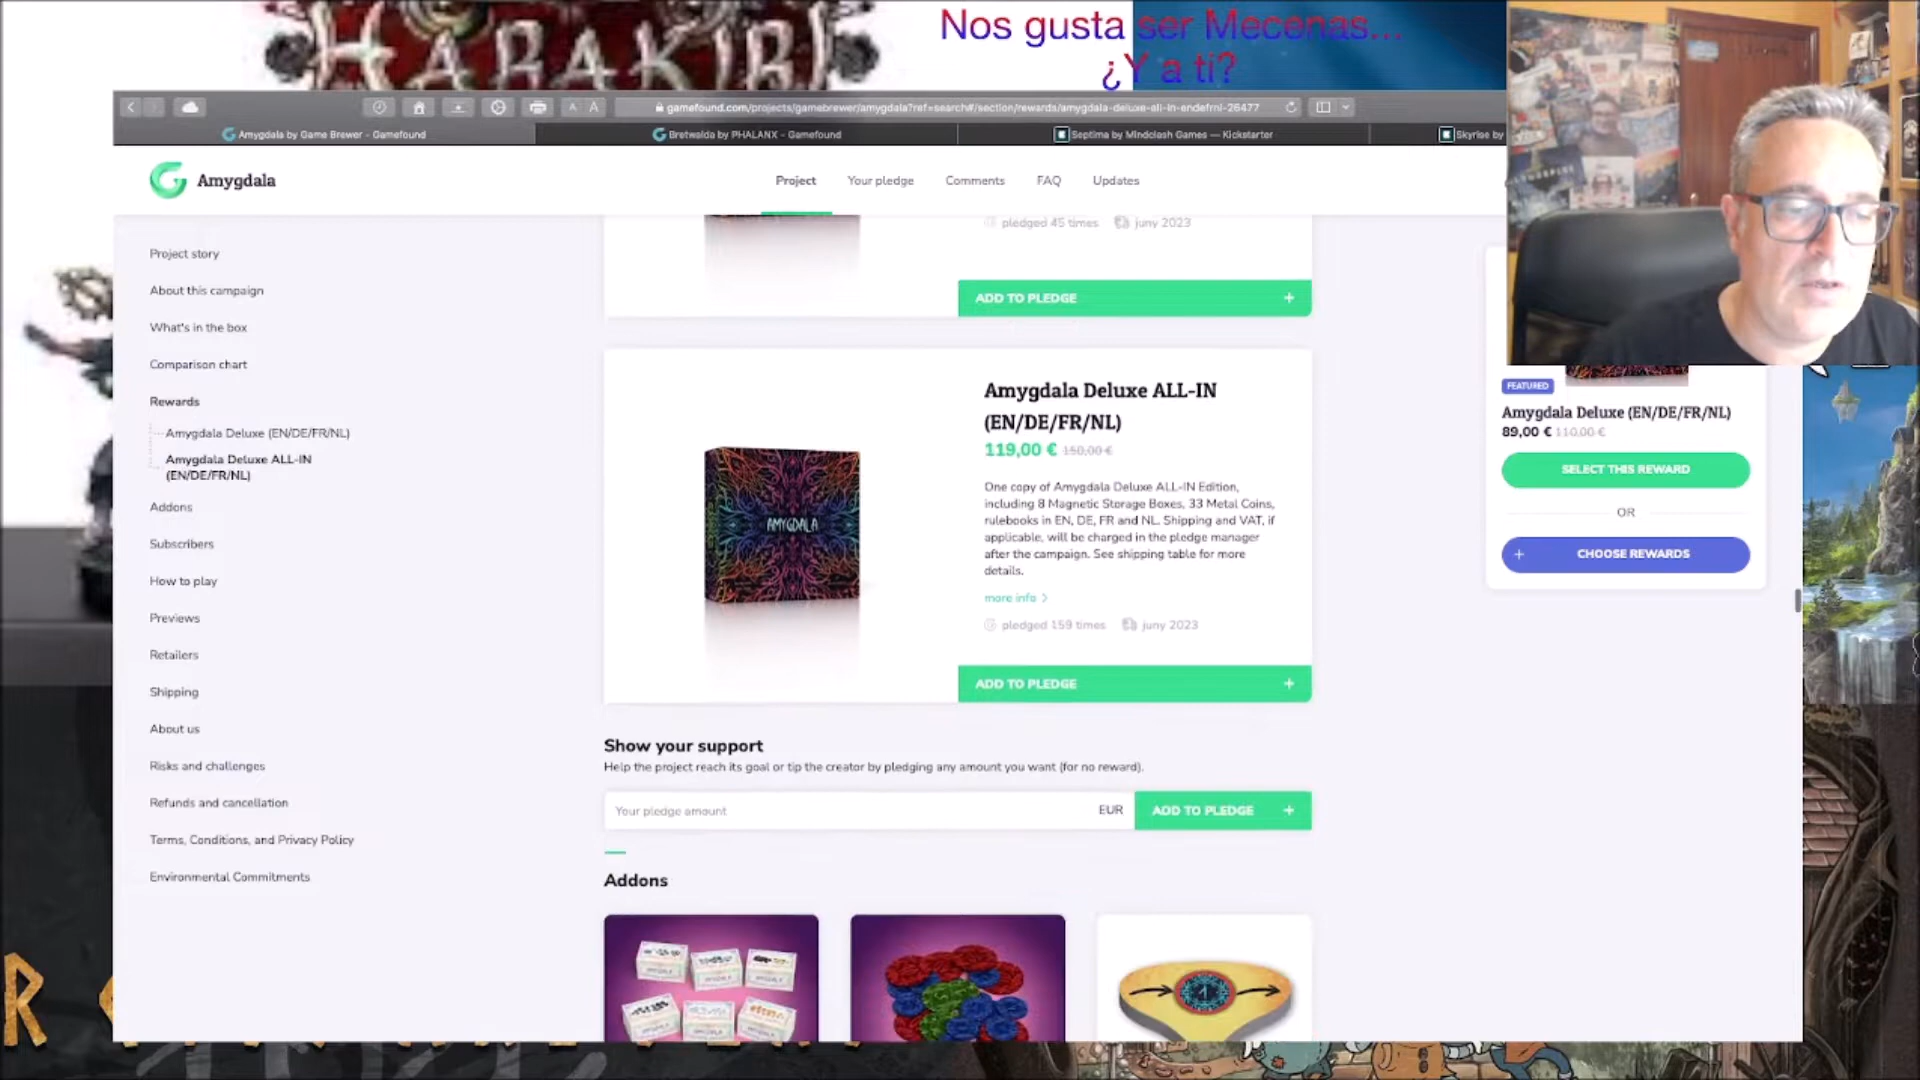 HARAKIRI
Nos gusta ser Mecenas...
¿Y a ti?
gamefound.com/projects/gamebrewer/amygdala?ref=search#/section/rewards/amygdala-deluxe-all-in-endefrnl-26477
Amygdala by Game Brewer - Gamefound
Bretwalda by PHALANX - Gamefound
Septima by Mindclash Games — Kickstarter
Skyrise by
Amygdala
Project
Your pledge
Comments
FAQ
Updates
Project story
About this campaign
What's in the box
Comparison chart
Rewards
Amygdala Deluxe (EN/DE/FR/NL)
Amygdala Deluxe ALL-IN
(EN/DE/FR/NL)
Addons
Subscribers
How to play
Previews
Retailers
Shipping
About us
Risks and challenges
Refunds and cancellation
Terms, Conditions, and Privacy Policy
Environmental Commitments
pledged 45 times juny 2023
ADD TO PLEDGE +
AMYGDALA
Amygdala Deluxe ALL-IN
(EN/DE/FR/NL)
119,00 € 150,00 €
One copy of Amygdala Deluxe ALL-IN Edition,
including 8 Magnetic Storage Boxes, 33 Metal Coins,
rulebooks in EN, DE, FR and NL. Shipping and VAT, if
applicable, will be charged in the pledge manager
after the campaign. See shipping table for more
details.
more info >
pledged 159 times juny 2023
ADD TO PLEDGE +
Show your support
Help the project reach its goal or tip the creator by pledging any amount you want (for no reward).
Your pledge amount EUR ADD TO PLEDGE +
Addons
FEATURED
Amygdala Deluxe (EN/DE/FR/NL)
89,00 € 110,00 €
SELECT THIS REWARD
OR
+ CHOOSE REWARDS